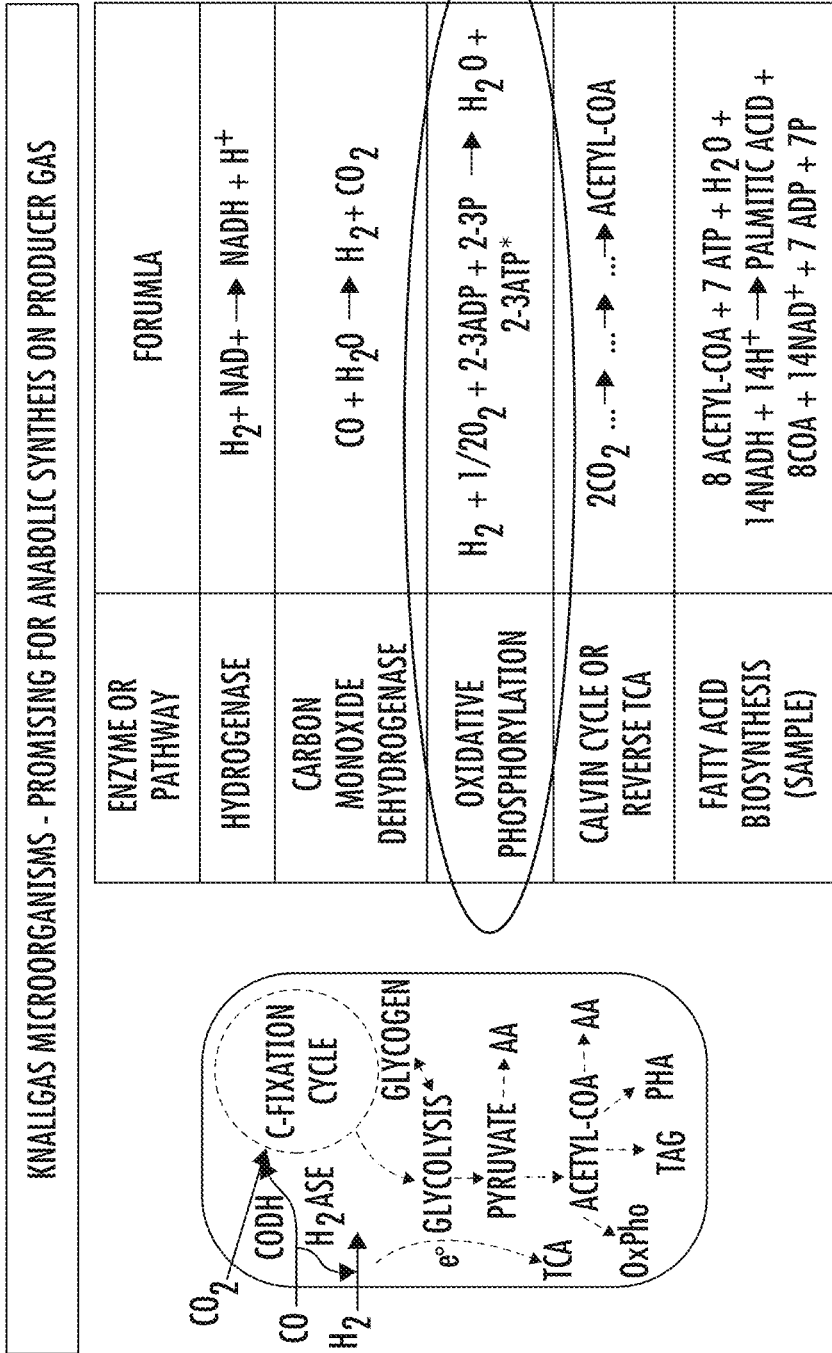 KNALLGAS MICROORGANISMS - PROMISING FOR ANABOLIC SYNTHEIS ON PRODUCER GAS
CO2
CO
H2
CODH
H2ASE
C-FIXATION
CYCLE
GLYCOGEN
e°
GLYCOLYSIS
PYRUVATE
AA
TCA
ACETYL-COA
AA
OxPho
TAG
PHA
ENZYME OR
PATHWAY
FORUMLA
HYDROGENASE
H2+ NAD+ → NADH + H+
CARBON
MONOXIDE
DEHYDROGENASE
CO + H2O → H2+ CO2
OXIDATIVE
PHOSPHORYLATION
H2 + 1/2O2 + 2-3ADP + 2-3P → H2O +
2-3ATP*
CALVIN CYCLE OR
REVERSE TCA
2CO2 ...→ ...→ ...→ ACETYL-COA
FATTY ACID
BIOSYNTHESIS
(SAMPLE)
8 ACETYL-COA + 7 ATP + H2O +
14NADH + 14H+ → PALMITIC ACID +
8COA + 14NAD+ + 7 ADP + 7P